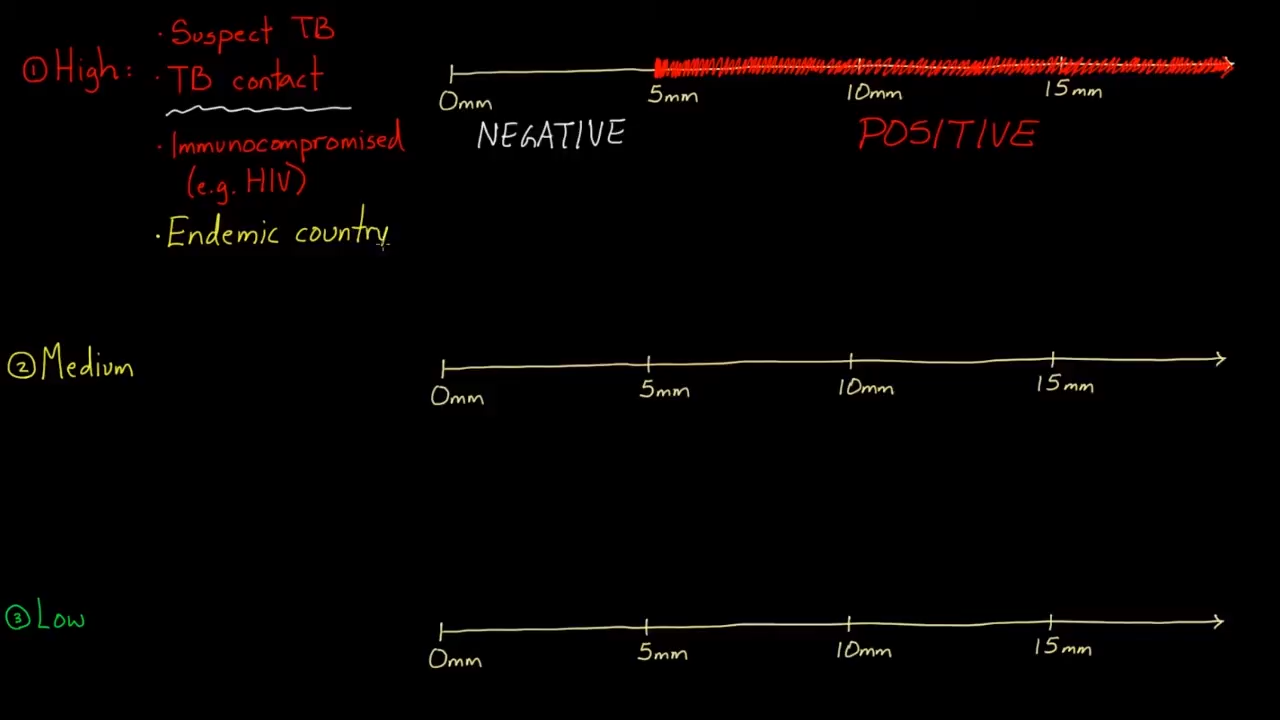 ① High:
· Suspect TB
· TB contact
· Immunocompromised
(e.g. HIV)
· Endemic country
0mm 5mm 10mm 15mm
NEGATIVE POSITIVE
② Medium
0mm 5mm 10mm 15mm
③ Low
0mm 5mm 10mm 15mm